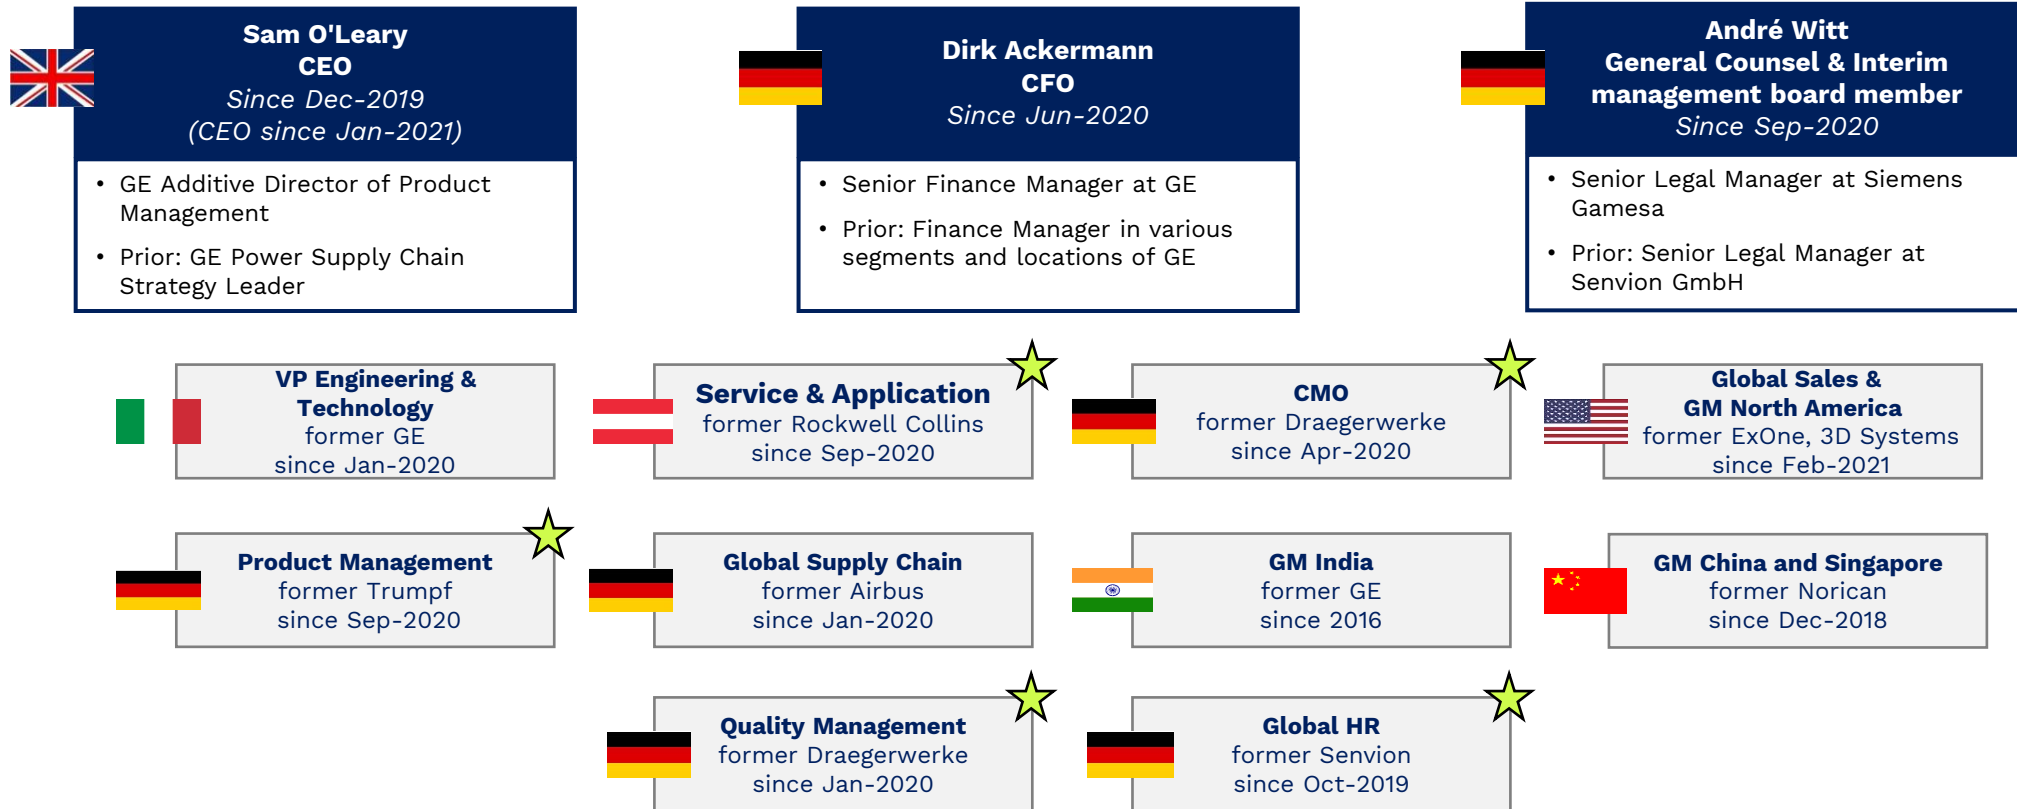 Sam O'Leary
CEO
Since Dec-2019
(CEO since Jan-2021)
• GE Additive Director of Product
Management
• Prior: GE Power Supply Chain
Strategy Leader
Dirk Ackermann
CFO
Since Jun-2020
• Senior Finance Manager at GE
• Prior: Finance Manager in various
segments and locations of GE
André Witt
General Counsel & Interim
management board member
Since Sep-2020
• Senior Legal Manager at Siemens
Gamesa
• Prior: Senior Legal Manager at
Senvion GmbH
VP Engineering &
Technology
former GE
since Jan-2020
Service & Application
former Rockwell Collins
since Sep-2020
CMO
former Draegerwerke
since Apr-2020
Global Sales &
GM North America
former ExOne, 3D Systems
since Feb-2021
Product Management
former Trumpf
since Sep-2020
Global Supply Chain
former Airbus
since Jan-2020
GM India
former GE
since 2016
GM China and Singapore
former Norican
since Dec-2018
Quality Management
former Draegerwerke
since Jan-2020
Global HR
former Senvion
since Oct-2019